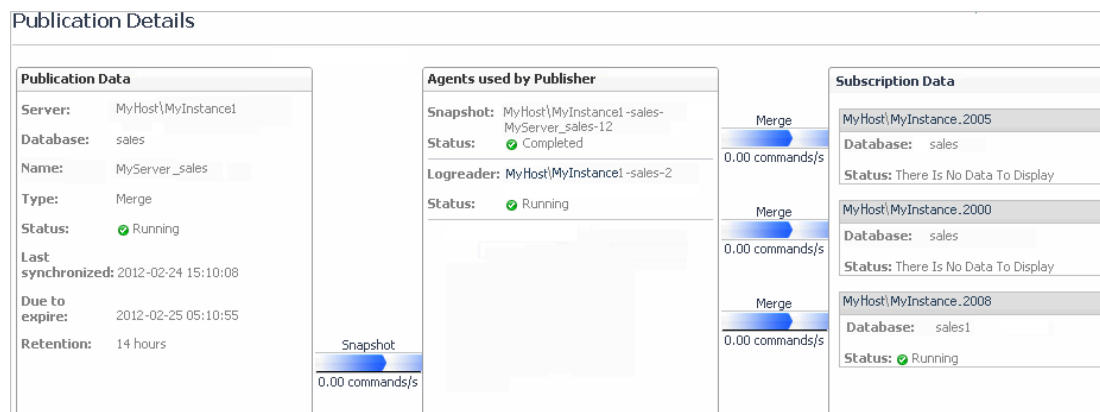 Publication Details
Publication Data
Server: MyHost\MyInstance1
Database: sales
Name: MyServer_sales
Type: Merge
Status: Running
Last
synchronized: 2012-02-24 15:10:08
Due to
expire: 2012-02-25 05:10:55
Retention: 14 hours
Snapshot
0.00 commands/s
Agents used by Publisher
Snapshot: MyHost\MyInstance1-sales-
MyServer_sales-12
Status: Completed
Logreader: MyHost\MyInstance1-sales-2
Status: Running
Merge
0.00 commands/s
Merge
0.00 commands/s
Merge
0.00 commands/s
Subscription Data
MyHost\MyInstance.2005
Database: sales
Status: There Is No Data To Display
MyHost\MyInstance.2000
Database: sales
Status: There Is No Data To Display
MyHost\MyInstance.2008
Database: sales1
Status: Running